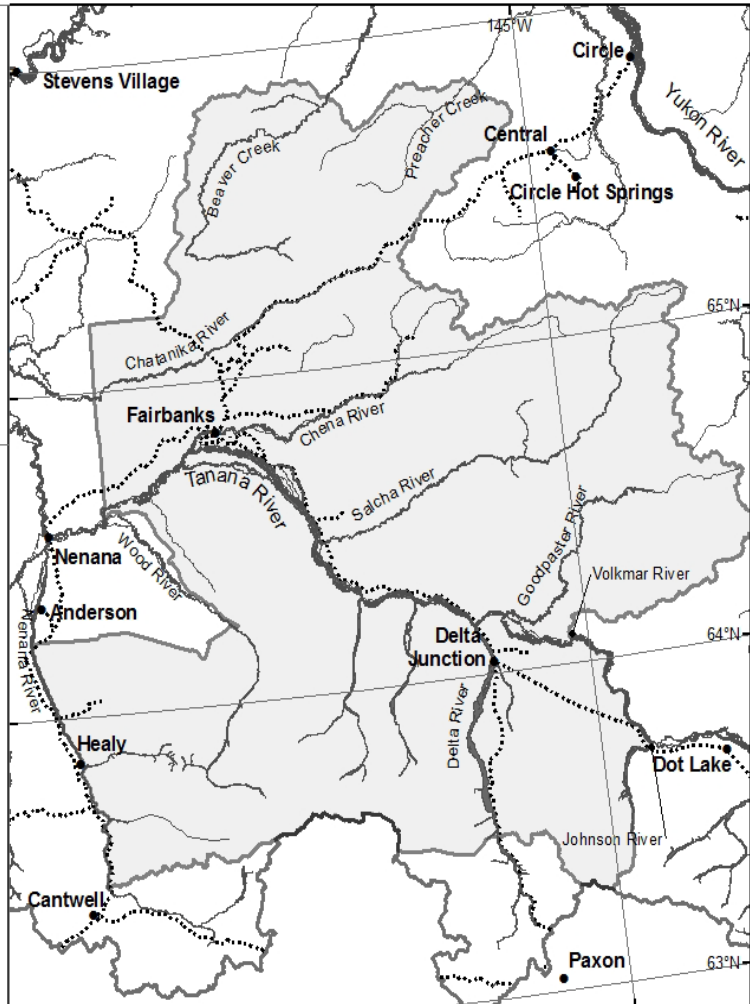 145°W
Circle
Stevens Village
Yukon River
Preacher Creek
Central
Beaver Creek
Circle Hot Springs
65°N
Chatanika River
Fairbanks
Chena River
Tanana River
Salcha River
Goodpaster River
Wood River
Nenana
Volkmar River
Anderson
Nenana River
Delta
Junction
64°N
Delta River
Healy
Dot Lake
Johnson River
Cantwell
Paxon
63°N